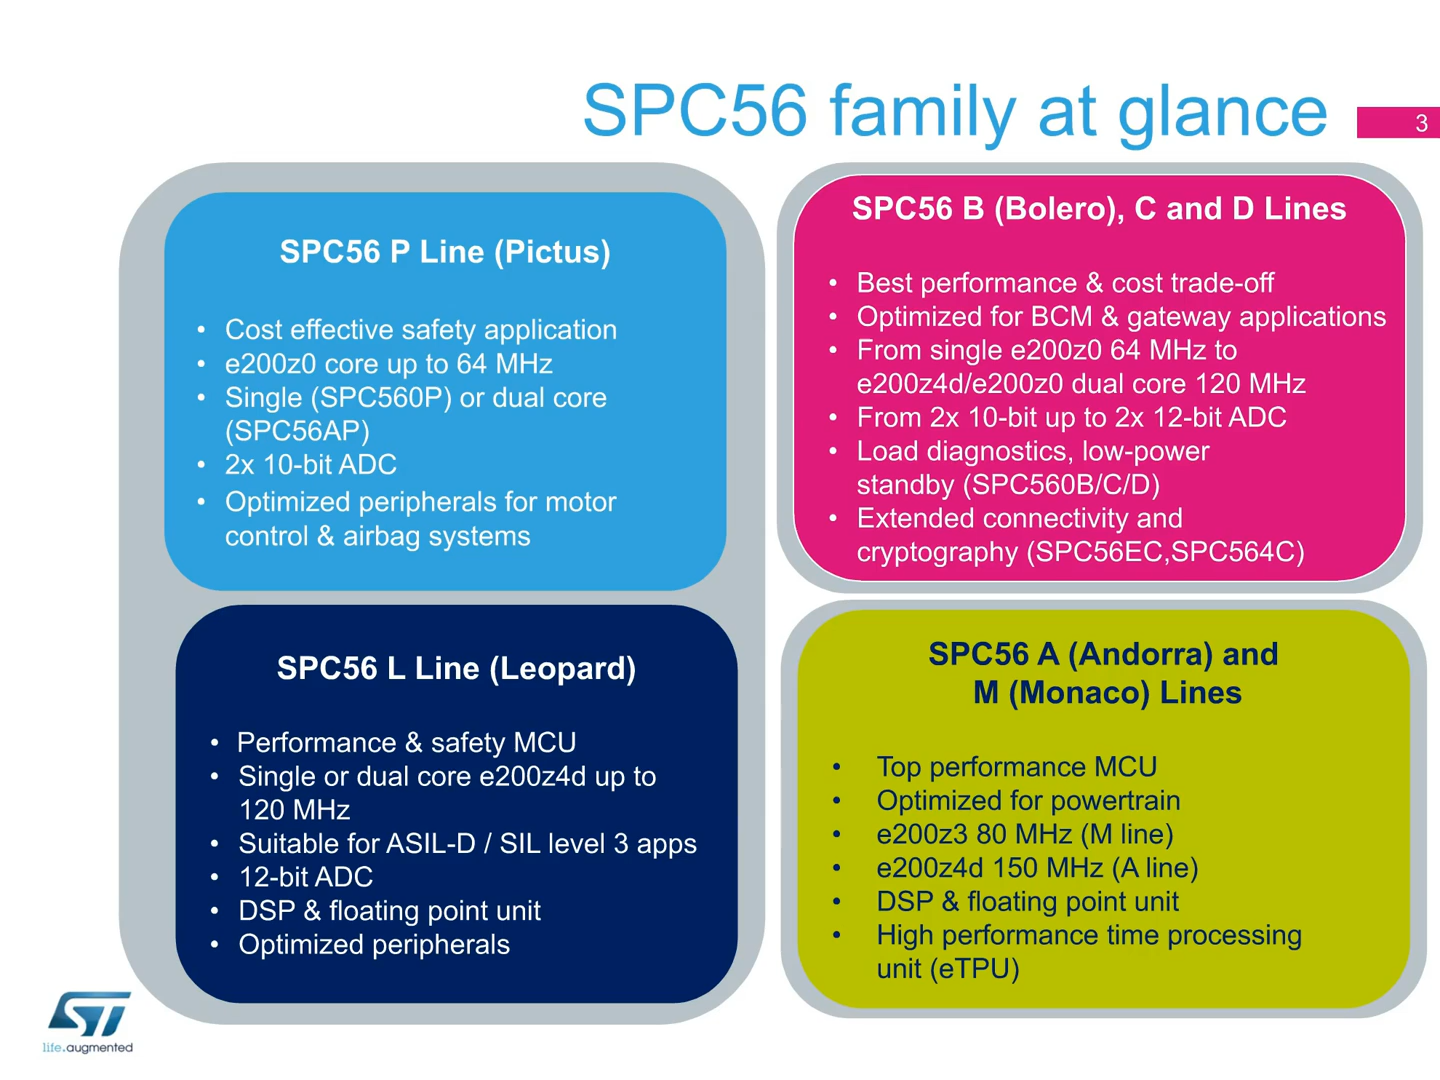 SPC56 family at glance
3
SPC56 P Line (Pictus)
• Cost effective safety application
• e200z0 core up to 64 MHz
• Single (SPC560P) or dual core
(SPC56AP)
• 2x 10-bit ADC
• Optimized peripherals for motor
control & airbag systems
SPC56 B (Bolero), C and D Lines
• Best performance & cost trade-off
• Optimized for BCM & gateway applications
• From single e200z0 64 MHz to
e200z4d/e200z0 dual core 120 MHz
• From 2x 10-bit up to 2x 12-bit ADC
• Load diagnostics, low-power
standby (SPC560B/C/D)
• Extended connectivity and
cryptography (SPC56EC,SPC564C)
SPC56 L Line (Leopard)
• Performance & safety MCU
• Single or dual core e200z4d up to
120 MHz
• Suitable for ASIL-D / SIL level 3 apps
• 12-bit ADC
• DSP & floating point unit
• Optimized peripherals
SPC56 A (Andorra) and
M (Monaco) Lines
• Top performance MCU
• Optimized for powertrain
• e200z3 80 MHz (M line)
• e200z4d 150 MHz (A line)
• DSP & floating point unit
• High performance time processing
unit (eTPU)
ST
life.augmented